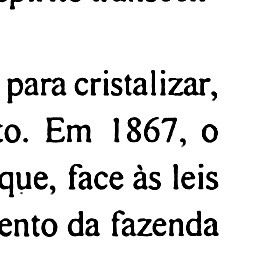 para cristalizar,
to. Em 1867, o
que, face às leis
ento da fazenda